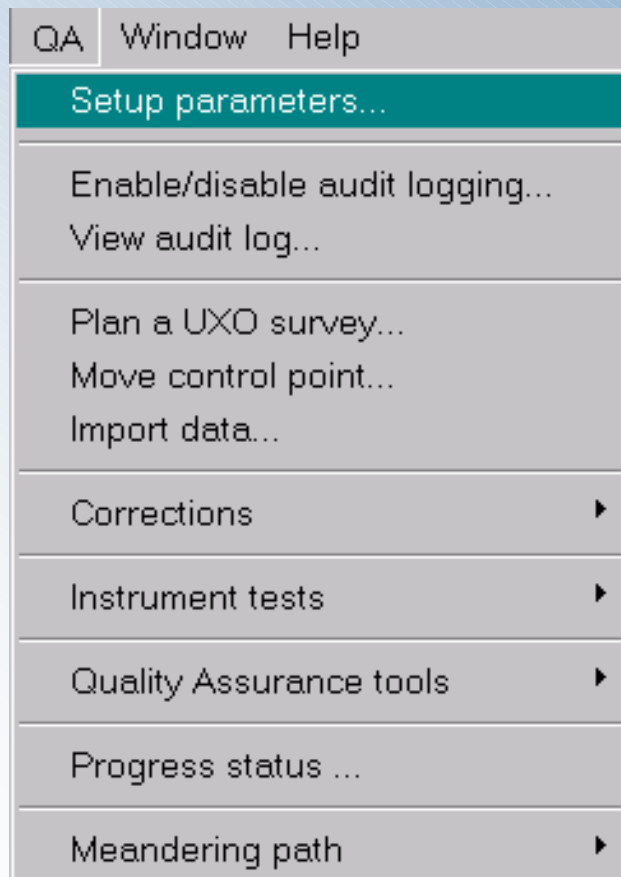 QA Window Help
Setup parameters...
Enable/disable audit logging...
View audit log...
Plan a UXO survey...
Move control point...
Import data...
Corrections
Instrument tests
Quality Assurance tools
Progress status ...
Meandering path